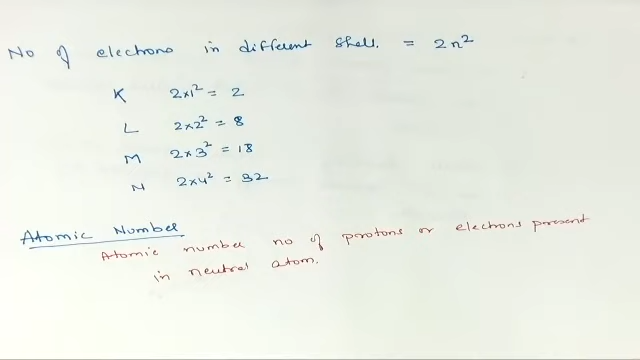 No of electrons in different shell. = 2n²
K 2×1² = 2
L 2×2² = 8
M 2×3² = 18
N 2×4² = 32
Atomic Number
Atomic number no of protons or electrons present
in neutral atom.